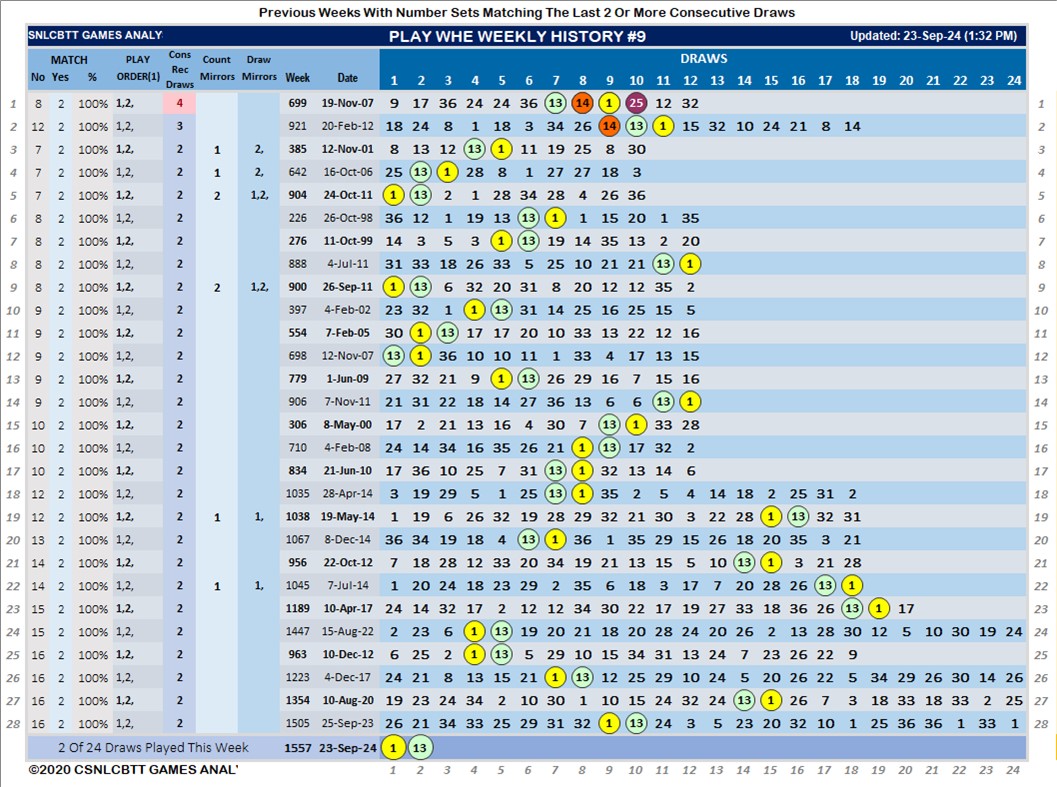 Previous Weeks With Number Sets Matching The Last 2 Or More Consecutive Draws
SNLCBTT GAMES ANALY PLAY WHE WEEKLY HISTORY #9 Updated: 23-Sep-24 (1:32 PM)
MATCH PLAY Cons Count Draw DRAWS
No Yes % ORDER(1) Rec Draws Mirrors Mirrors Week Date 1 2 3 4 5 6 7 8 9 10 11 12 13 14 15 16 17 18 19 20 21 22 23 24
1 8 2 100% 1,2, 4 699 19-Nov-07 9 17 36 24 24 36 7 13 14 1 25 12 32 1
2 12 2 100% 1,2, 3 921 20-Feb-12 18 24 8 1 18 3 34 26 14 13 1 15 32 10 24 21 8 14 2
3 7 2 100% 1,2, 2 1 2, 385 12-Nov-01 8 13 12 13 1 11 19 25 8 30 3
4 7 2 100% 1,2, 2 1 2, 642 16-Oct-06 25 13 1 28 8 1 27 27 18 3 4
5 7 2 100% 1,2, 2 2 1,2, 904 24-Oct-11 1 13 2 1 28 34 28 4 26 36 5
6 8 2 100% 1,2, 2 226 26-Oct-98 36 12 1 19 13 13 1 1 15 20 1 35 6
7 8 2 100% 1,2, 2 276 11-Oct-99 14 3 5 3 1 13 19 14 35 13 2 20 7
8 8 2 100% 1,2, 2 888 4-Jul-11 31 33 18 26 33 5 25 10 21 21 13 1 8
9 8 2 100% 1,2, 2 2 1,2, 900 26-Sep-11 1 13 6 32 20 31 8 20 12 12 35 2 9
10 9 2 100% 1,2, 2 397 4-Feb-02 23 32 1 1 13 31 14 25 16 25 15 5 10
11 9 2 100% 1,2, 2 554 7-Feb-05 30 1 13 17 17 20 10 33 13 22 12 16 11
12 9 2 100% 1,2, 2 698 12-Nov-07 13 1 36 10 10 11 1 33 4 17 13 15 12
13 9 2 100% 1,2, 2 779 1-Jun-09 27 32 21 9 1 13 26 29 16 7 15 16 13
14 9 2 100% 1,2, 2 906 7-Nov-11 21 31 22 18 14 27 36 13 6 6 13 1 14
15 10 2 100% 1,2, 2 306 8-May-00 17 2 21 13 16 4 30 7 13 1 33 28 15
16 10 2 100% 1,2, 2 710 4-Feb-08 24 14 34 16 35 26 21 1 13 17 32 2 16
17 10 2 100% 1,2, 2 834 21-Jun-10 17 36 10 25 7 31 13 1 32 13 14 6 17
18 12 2 100% 1,2, 2 1035 28-Apr-14 3 19 29 5 1 25 13 1 35 2 5 4 14 18 2 25 31 2 18
19 12 2 100% 1,2, 2 1 1, 1038 19-May-14 1 19 6 26 32 19 28 29 32 21 30 3 22 28 1 13 32 31 19
20 13 2 100% 1,2, 2 1067 8-Dec-14 36 34 19 18 4 13 1 36 1 35 29 15 26 18 20 35 3 21 20
21 14 2 100% 1,2, 2 956 22-Oct-12 7 18 28 12 33 20 34 19 21 13 15 5 10 13 1 3 21 28 21
22 14 2 100% 1,2, 2 1 1, 1045 7-Jul-14 1 20 24 18 23 29 2 35 6 18 3 17 7 20 28 26 13 1 22
23 15 2 100% 1,2, 2 1189 10-Apr-17 24 14 32 17 2 12 12 34 30 22 17 19 27 33 18 36 26 13 1 17 23
24 15 2 100% 1,2, 2 1447 15-Aug-22 2 23 6 1 13 19 20 21 18 20 28 24 20 26 2 13 28 30 12 5 10 30 19 24 24
25 16 2 100% 1,2, 2 963 10-Dec-12 6 25 2 1 13 5 29 10 15 34 31 13 24 7 23 26 22 9 25
26 16 2 100% 1,2, 2 1223 4-Dec-17 24 21 8 13 15 21 1 13 12 25 29 10 24 5 20 26 22 5 34 29 26 30 14 26 26
27 16 2 100% 1,2, 2 1354 10-Aug-20 19 23 24 34 2 10 30 1 10 15 24 32 24 13 1 26 7 3 18 33 18 33 2 25 27
28 16 2 100% 1,2, 2 1505 25-Sep-23 26 21 34 33 25 29 31 32 1 13 24 3 5 23 20 32 10 1 25 36 36 1 33 1 28
2 Of 24 Draws Played This Week 1557 23-Sep-24 1 13
©2020 CSNLCBTT GAMES ANAL' 1 2 3 4 5 6 7 8 9 10 11 12 13 14 15 16 17 18 19 20 21 22 23 24